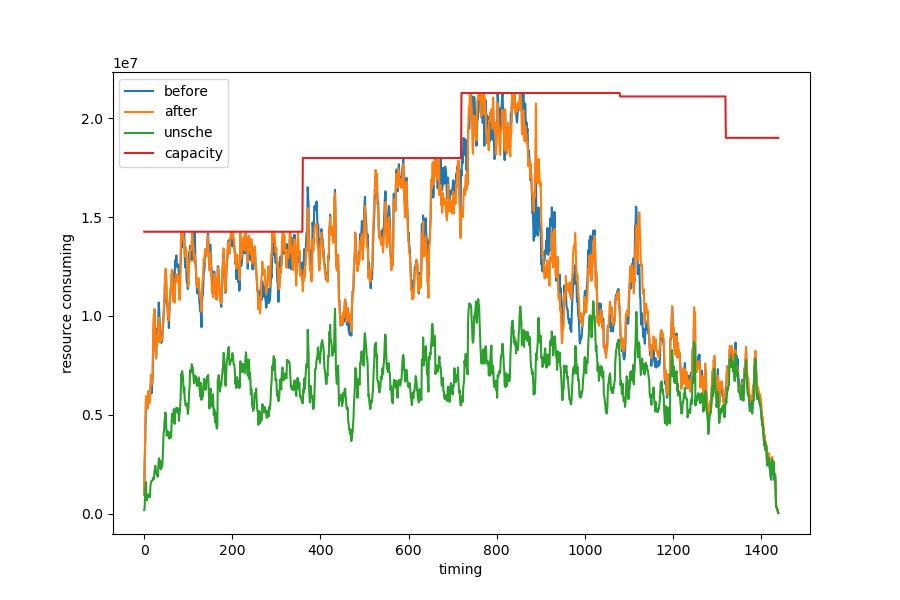 1e7
before
after
unsche
capacity
2.0
1.5
1.0
0.5
0.0
resource consuming
0 200 400 600 800 1000 1200 1400
timing